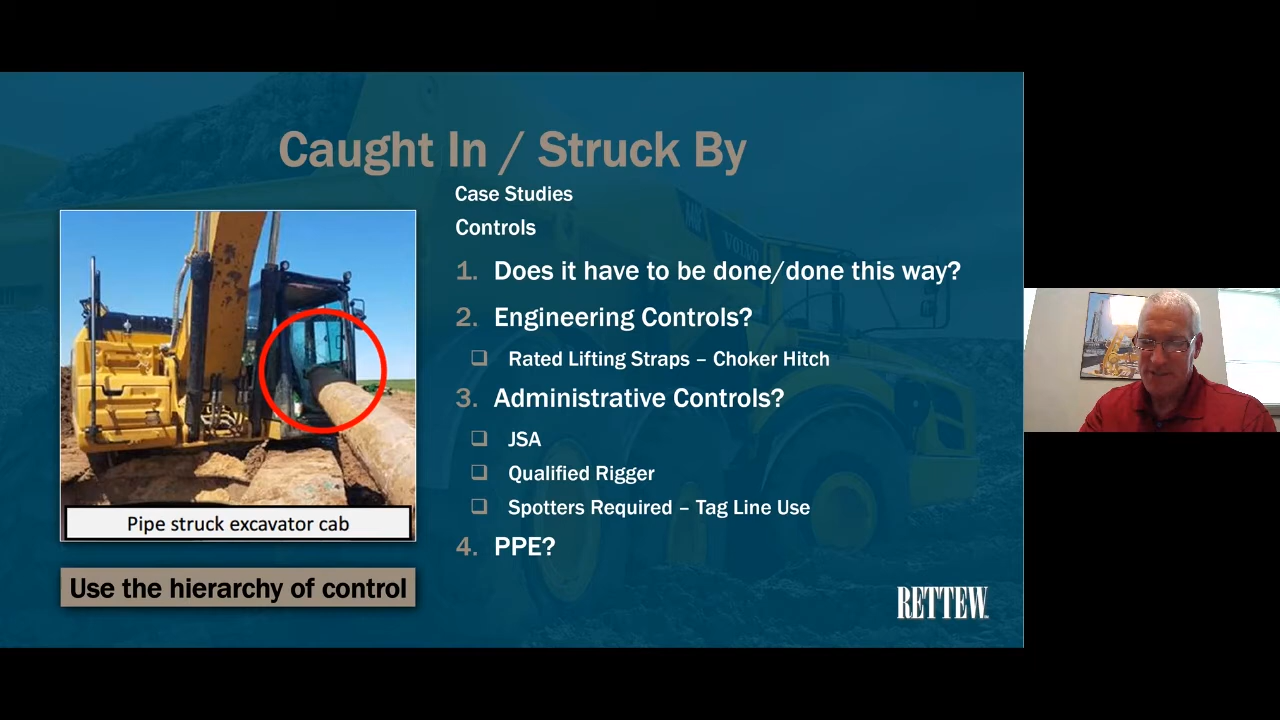 Caught In / Struck By
Case Studies
Controls
1. Does it have to be done/done this way?
2. Engineering Controls?
❑ Rated Lifting Straps – Choker Hitch
3. Administrative Controls?
❑ JSA
❑ Qualified Rigger
❑ Spotters Required – Tag Line Use
4. PPE?
Pipe struck excavator cab
Use the hierarchy of control
RETTEW
VOLVO